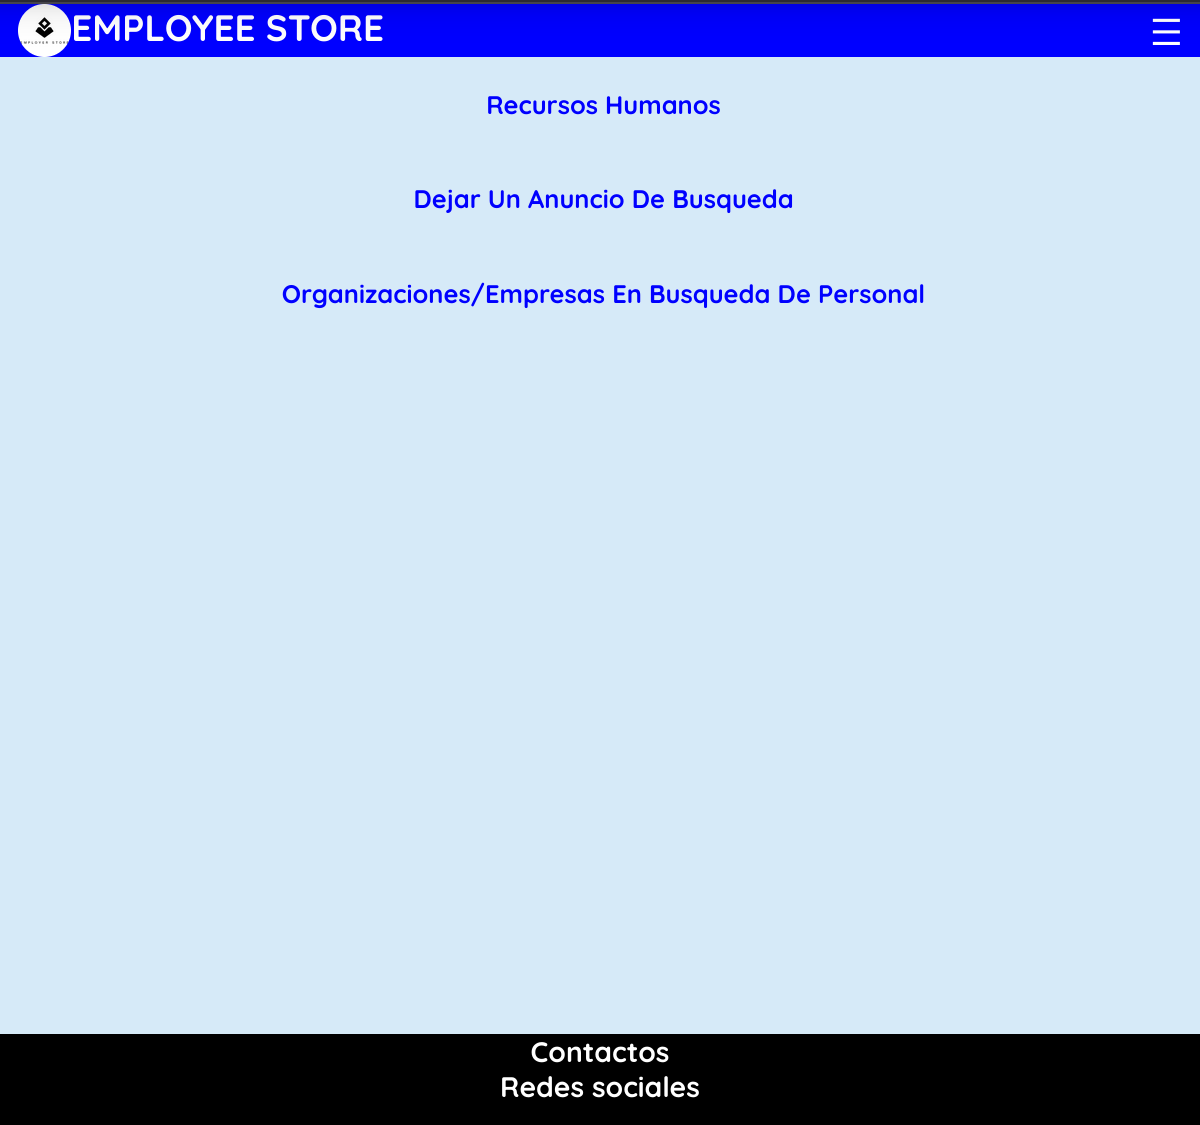 EMPLOYEE STORE
EMPLOYEE STORE
Recursos Humanos
Dejar Un Anuncio De Busqueda
Organizaciones/Empresas En Busqueda De Personal
Contactos
Redes sociales